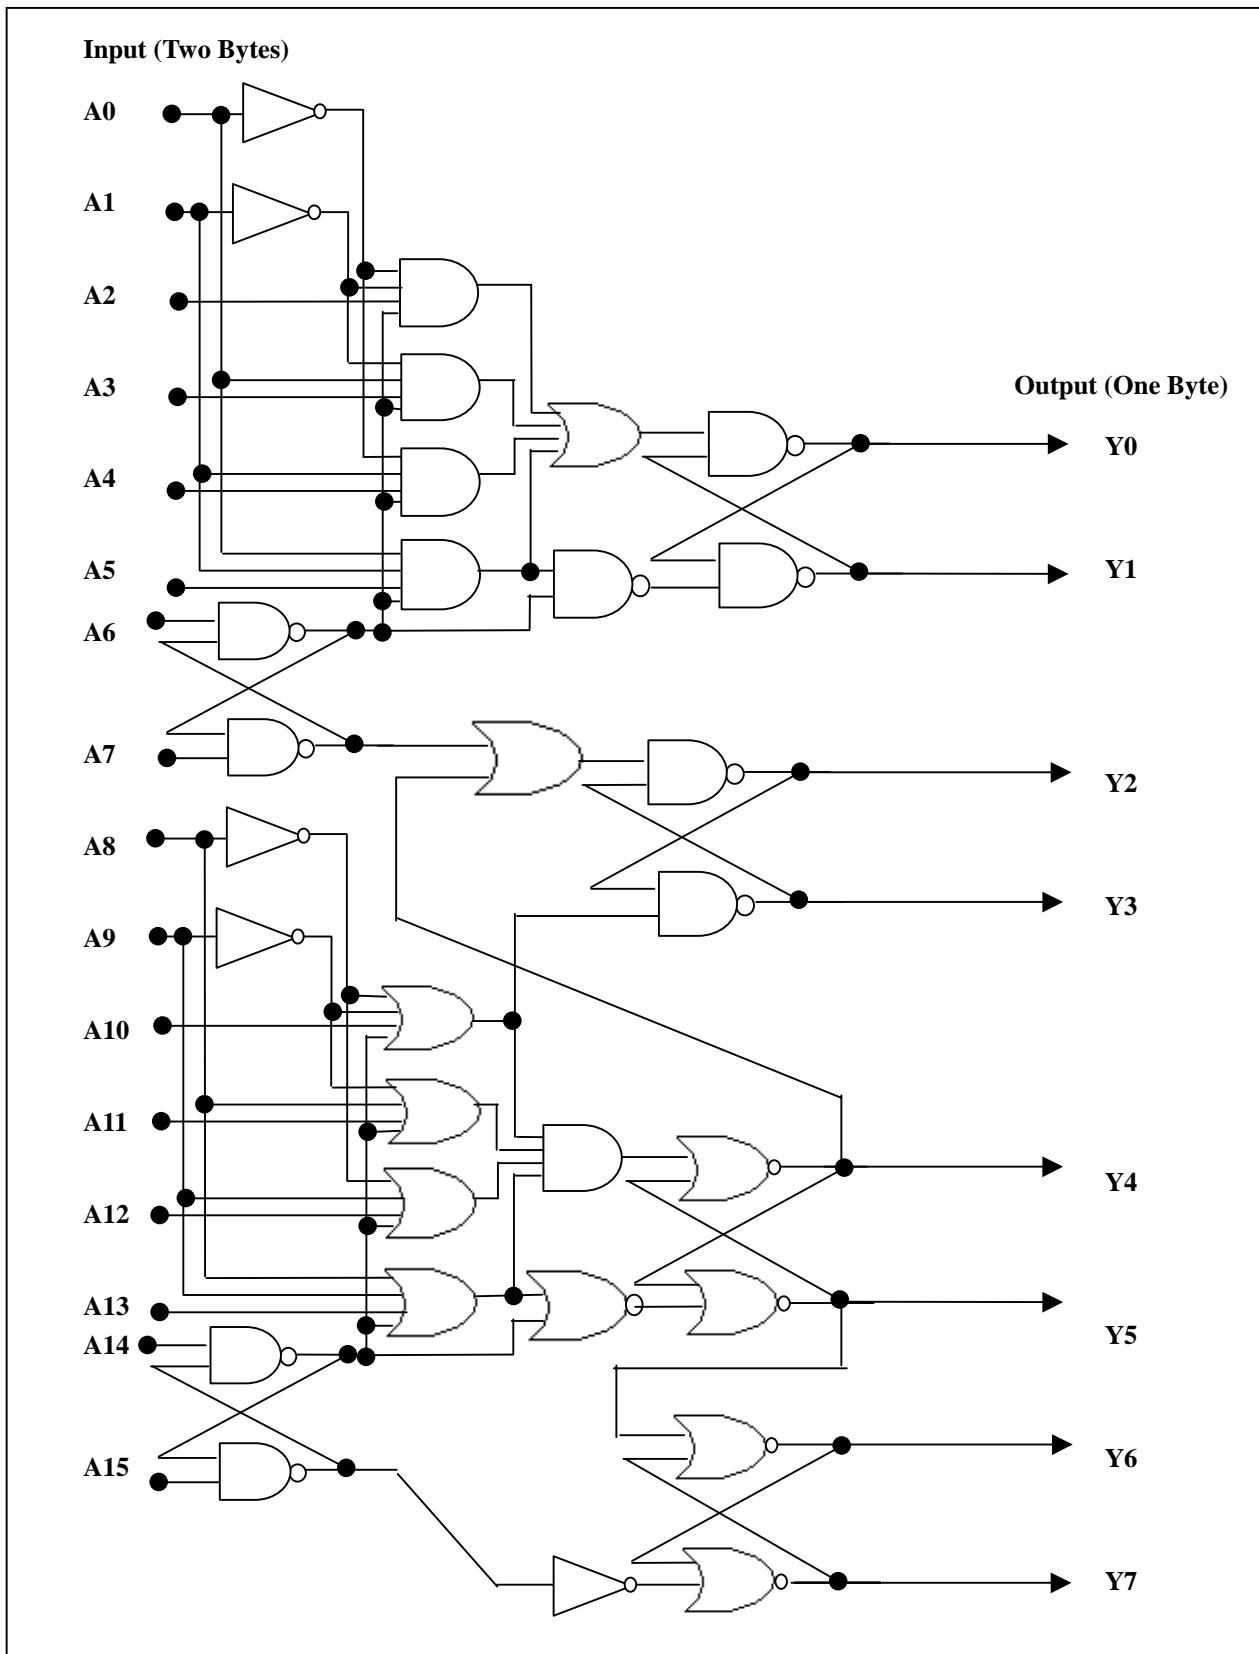 Input (Two Bytes)
A0
A1
A2
A3
Output (One Byte)
Y0
A4
A5
Y1
A6
A7
Y2
A8
Y3
A9
A10
A11
Y4
A12
A13
Y5
A14
Y6
A15
Y7